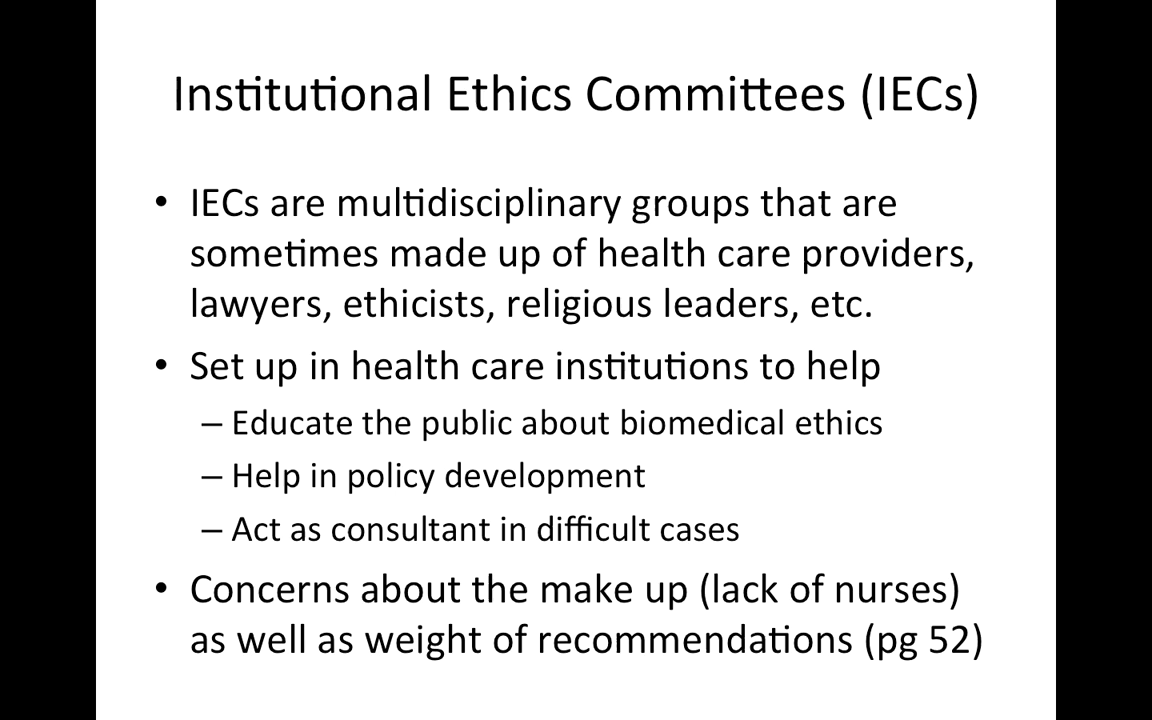 Institutional Ethics Committees (IECs)
• IECs are multidisciplinary groups that are
sometimes made up of health care providers,
lawyers, ethicists, religious leaders, etc.
• Set up in health care institutions to help
– Educate the public about biomedical ethics
– Help in policy development
– Act as consultant in difficult cases
• Concerns about the make up (lack of nurses)
as well as weight of recommendations (pg 52)